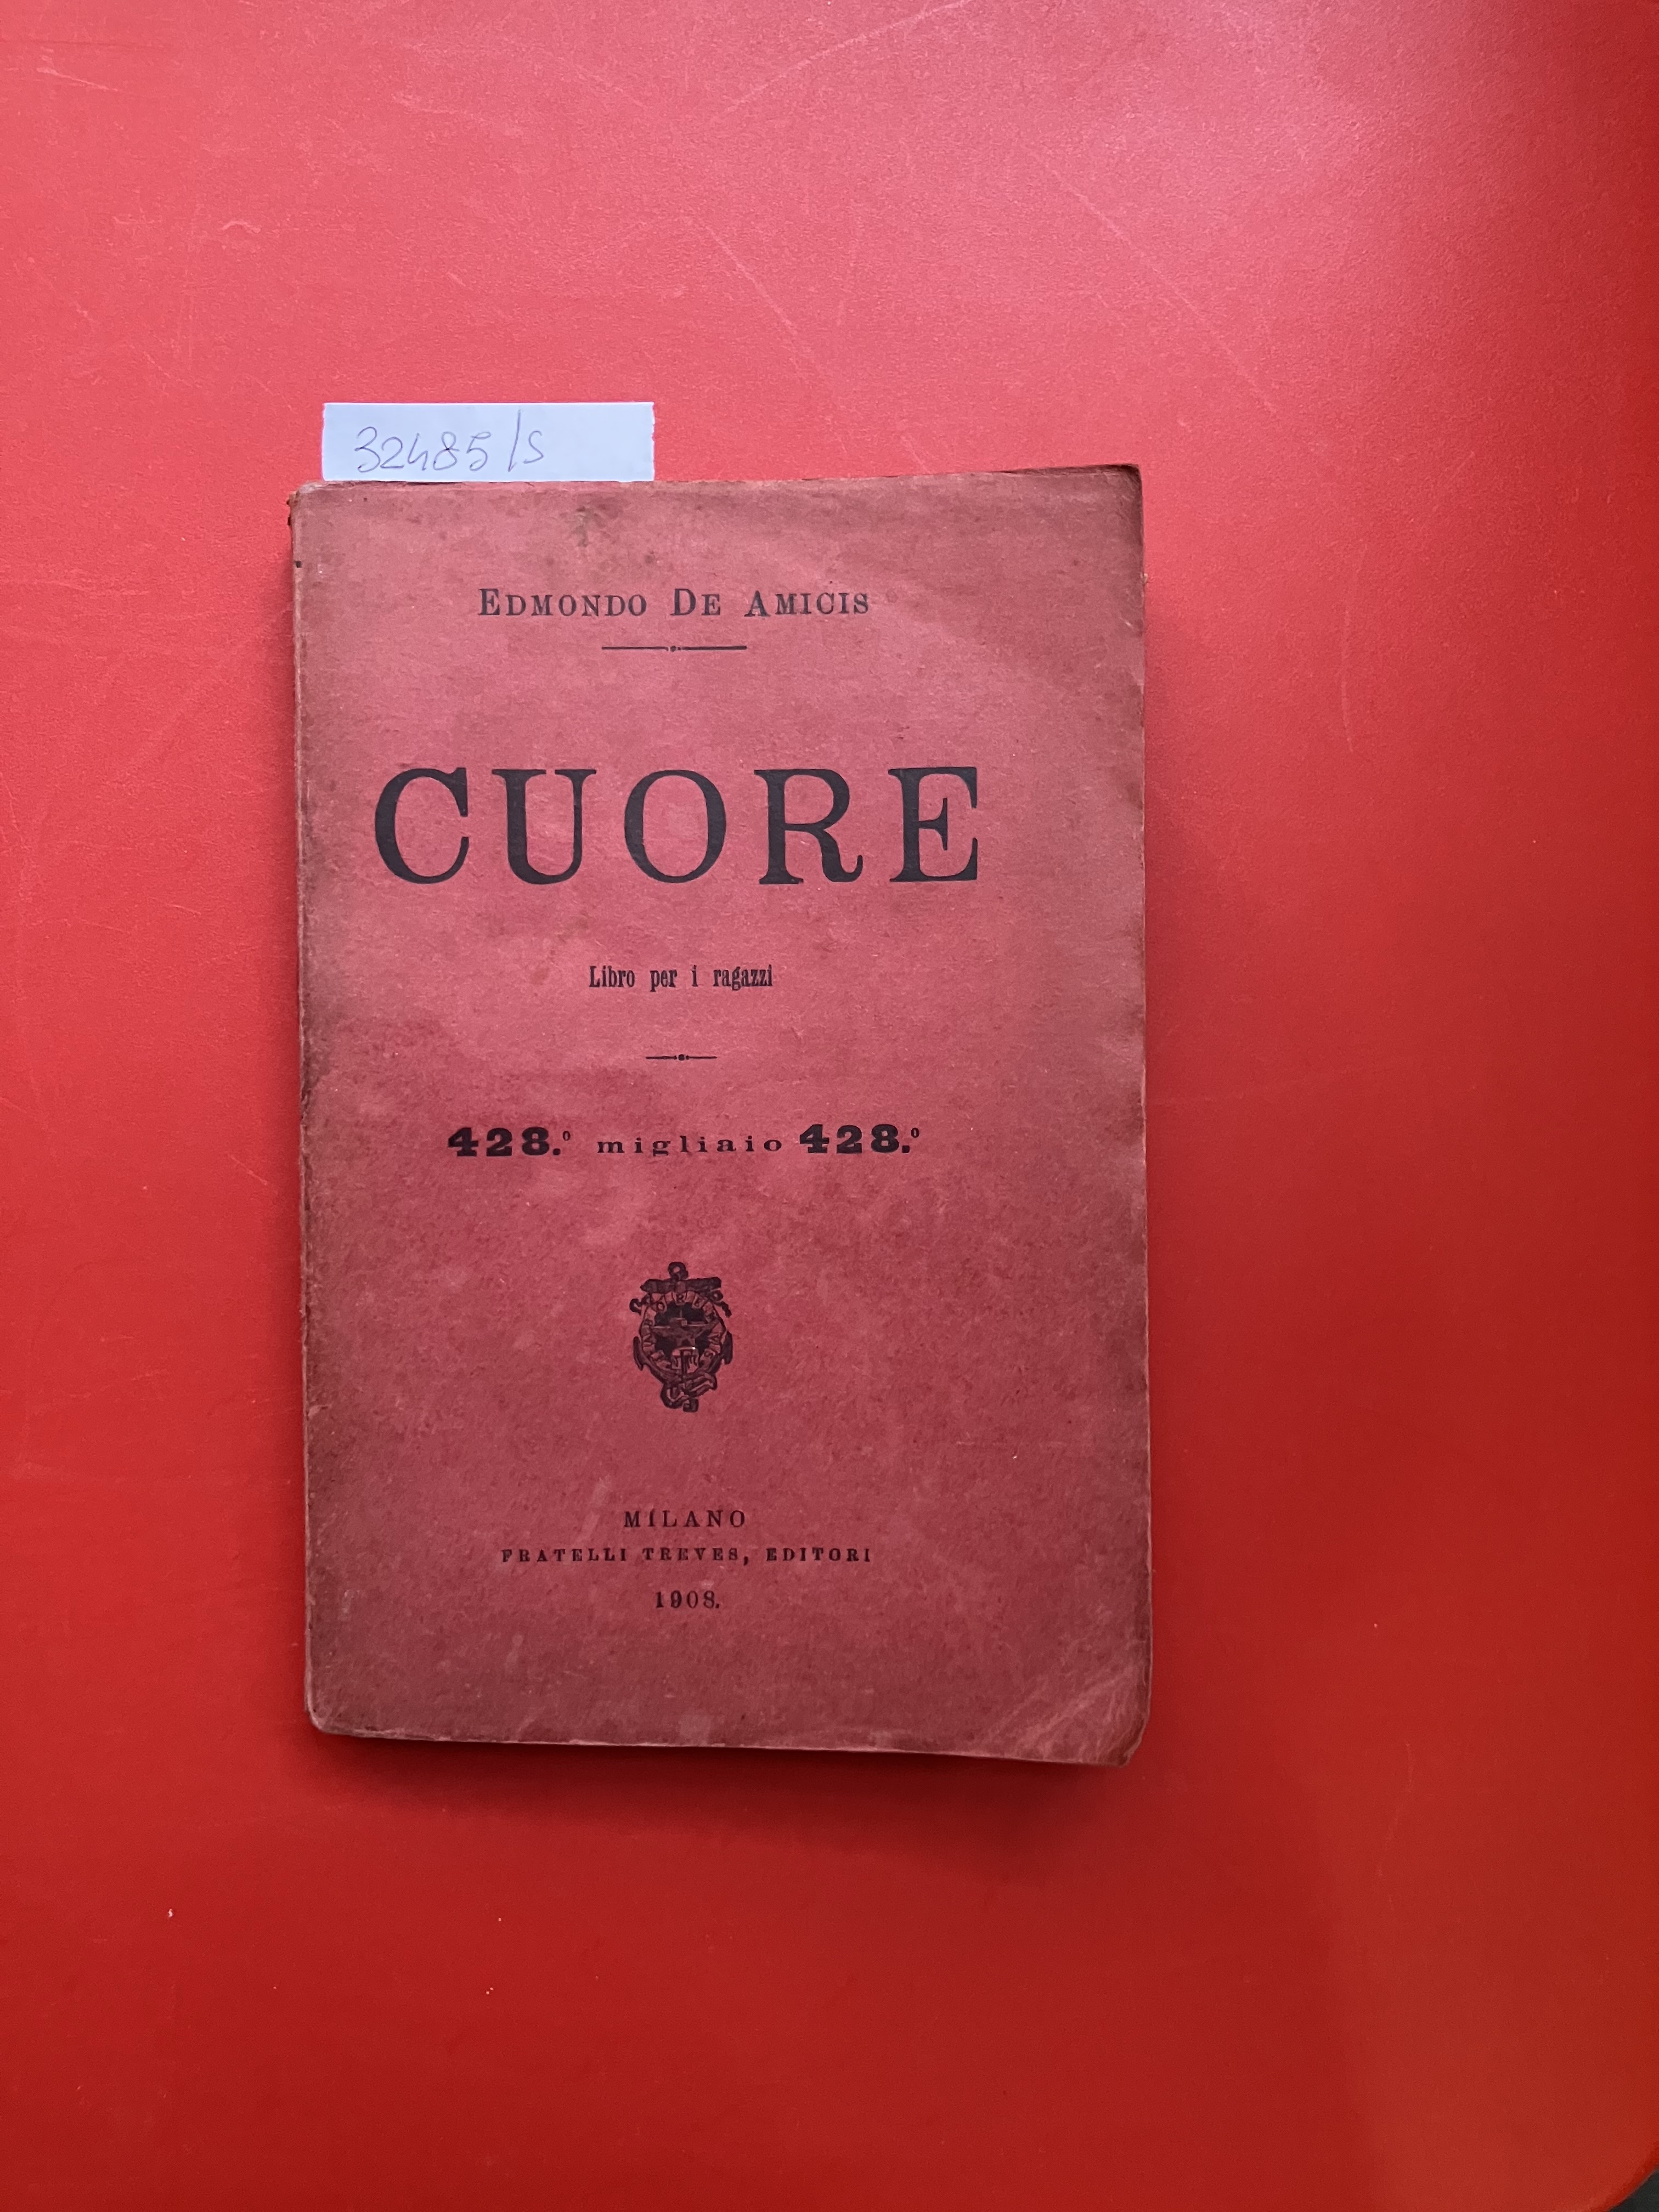 32485/s
EDMONDO DE AMICIS
CUORE
Libro per i ragazzi
428.º migliaio 428.º
MILANO
FRATELLI TREVES, EDITORI
1908.